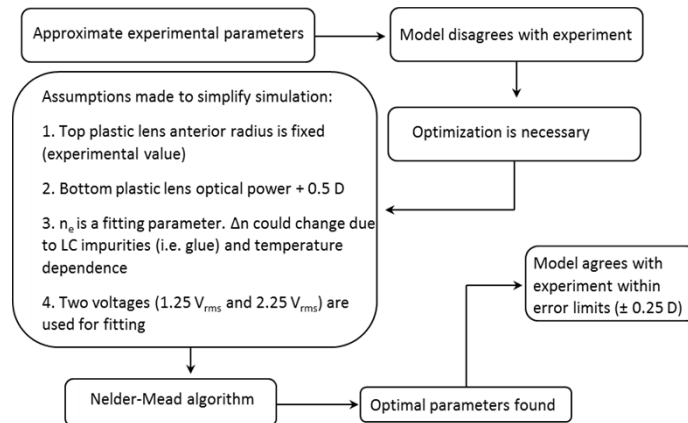 Approximate experimental parameters
Model disagrees with experiment
Optimization is necessary
Assumptions made to simplify simulation:
1. Top plastic lens anterior radius is fixed
(experimental value)
2. Bottom plastic lens optical power + 0.5 D
3. nₑ is a fitting parameter. Δn could change due
to LC impurities (i.e. glue) and temperature
dependence
4. Two voltages (1.25 Vrms and 2.25 Vrms) are
used for fitting
Nelder-Mead algorithm
Optimal parameters found
Model agrees with
experiment within
error limits (± 0.25 D)